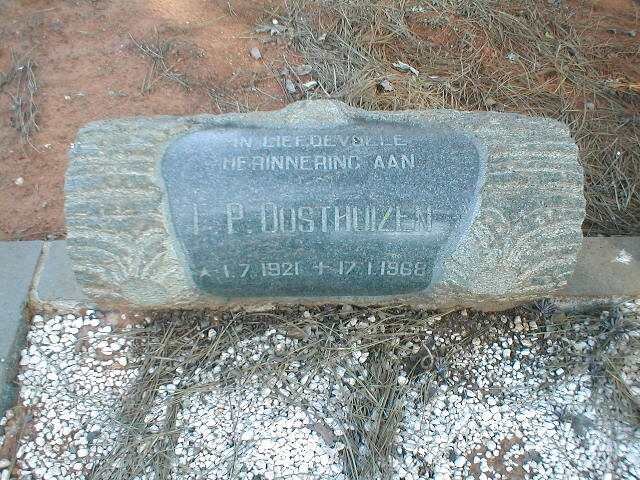 IN LIEFDEVOLLE
HERINNERING AAN
P. OOSTHUIZEN
* 1.7.1921 + 17.1.1968